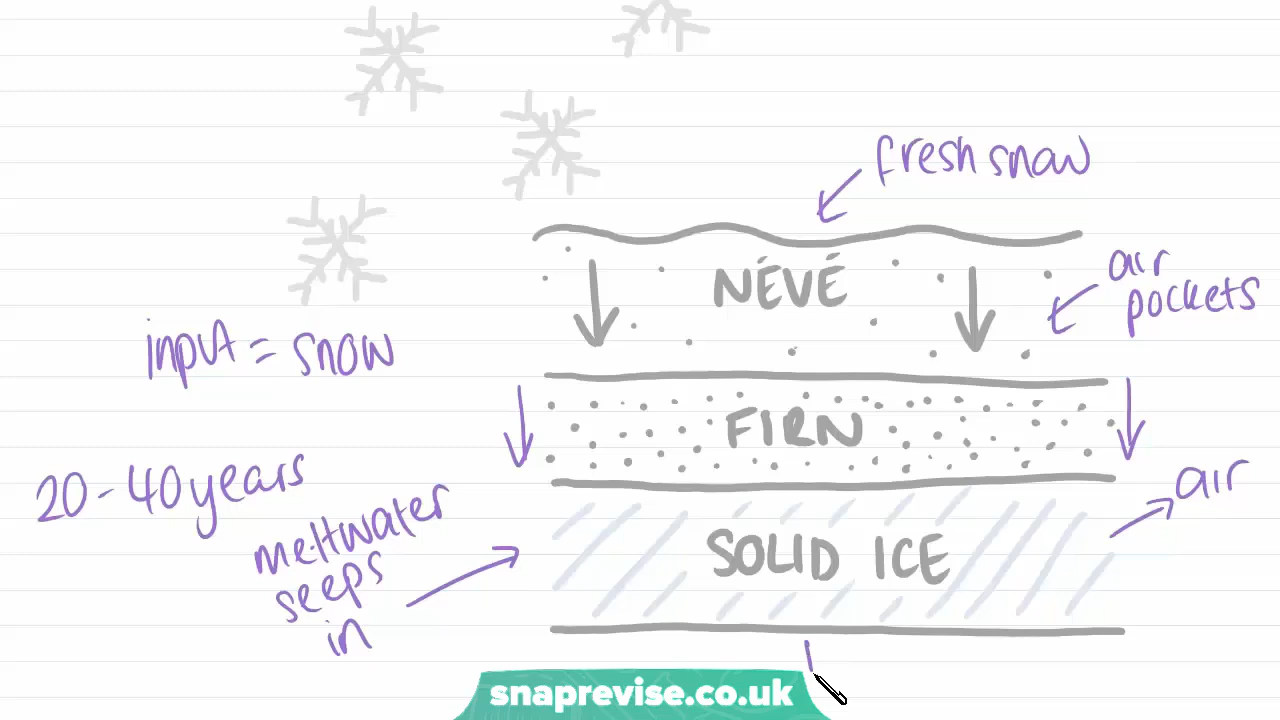 fresh snow
NÉVÉ
air
pockets
input = snow
FIRN
20-40 years
air
meltwater
seeps
in
SOLID ICE
snaprevise.co.uk